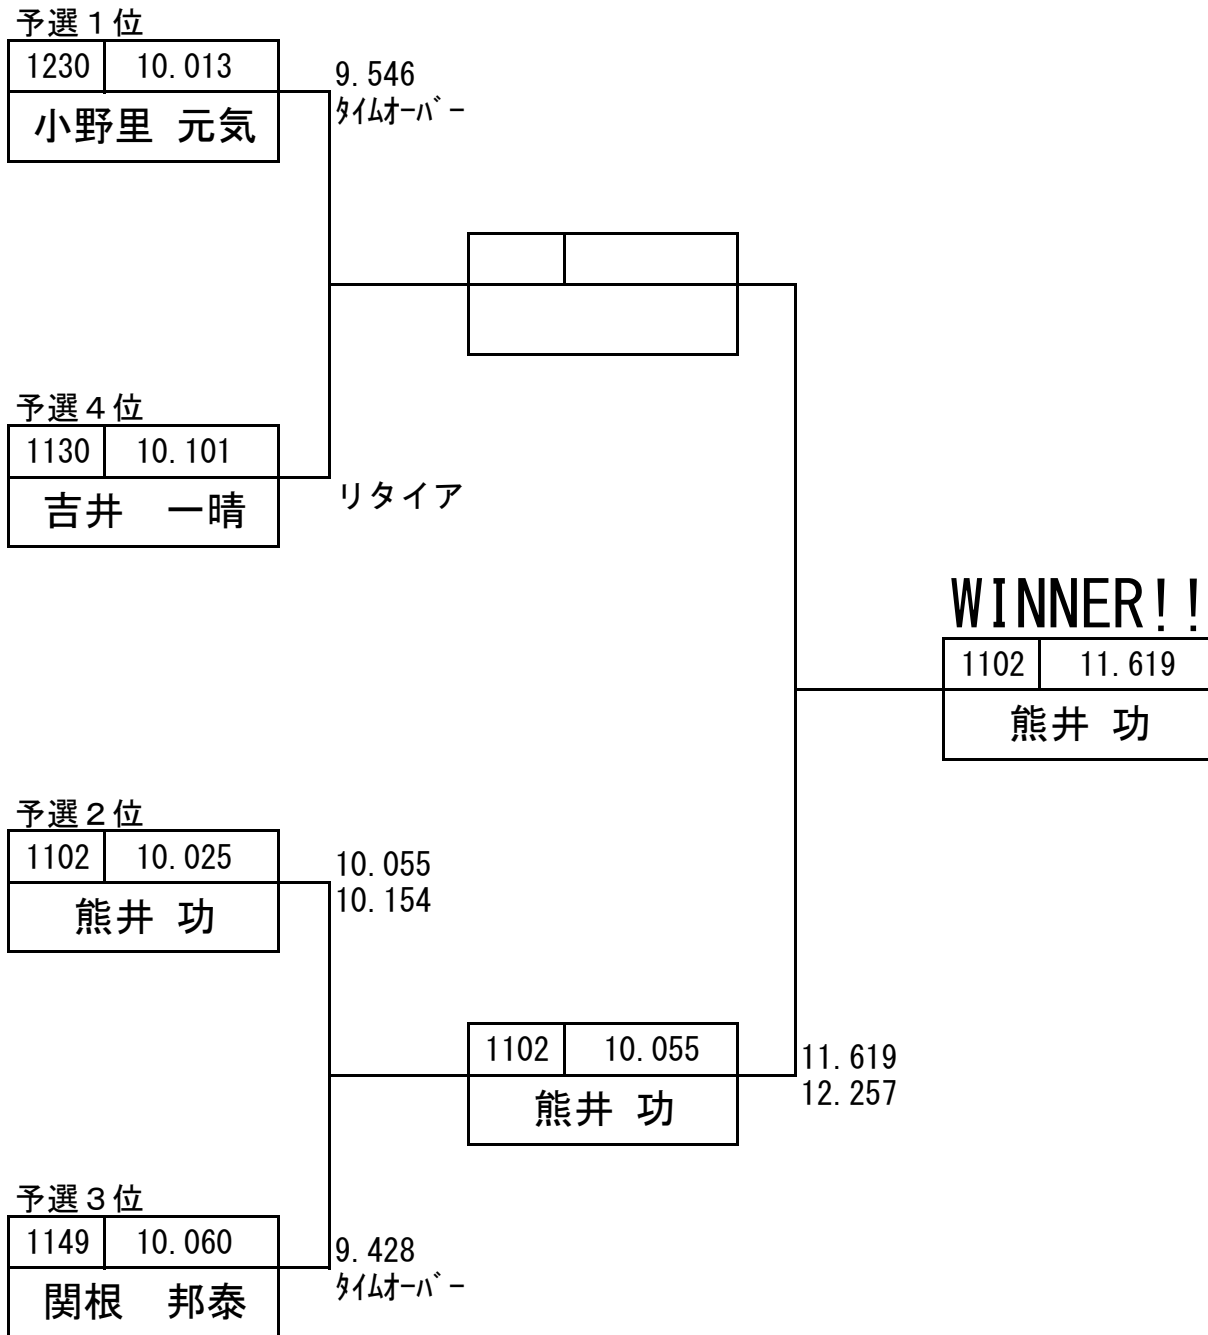 予選１位
1230 10.013
小野里 元気
9.546
ﾀｲﾑｵｰﾊﾞｰ
予選４位
1130 10.101
吉井　一晴
リタイア
WINNER!!
1102 11.619
熊井 功
予選２位
1102 10.025
熊井 功
10.055
10.154
1102 10.055
熊井 功
11.619
12.257
予選３位
1149 10.060
関根　邦泰
9.428
ﾀｲﾑｵｰﾊﾞｰ